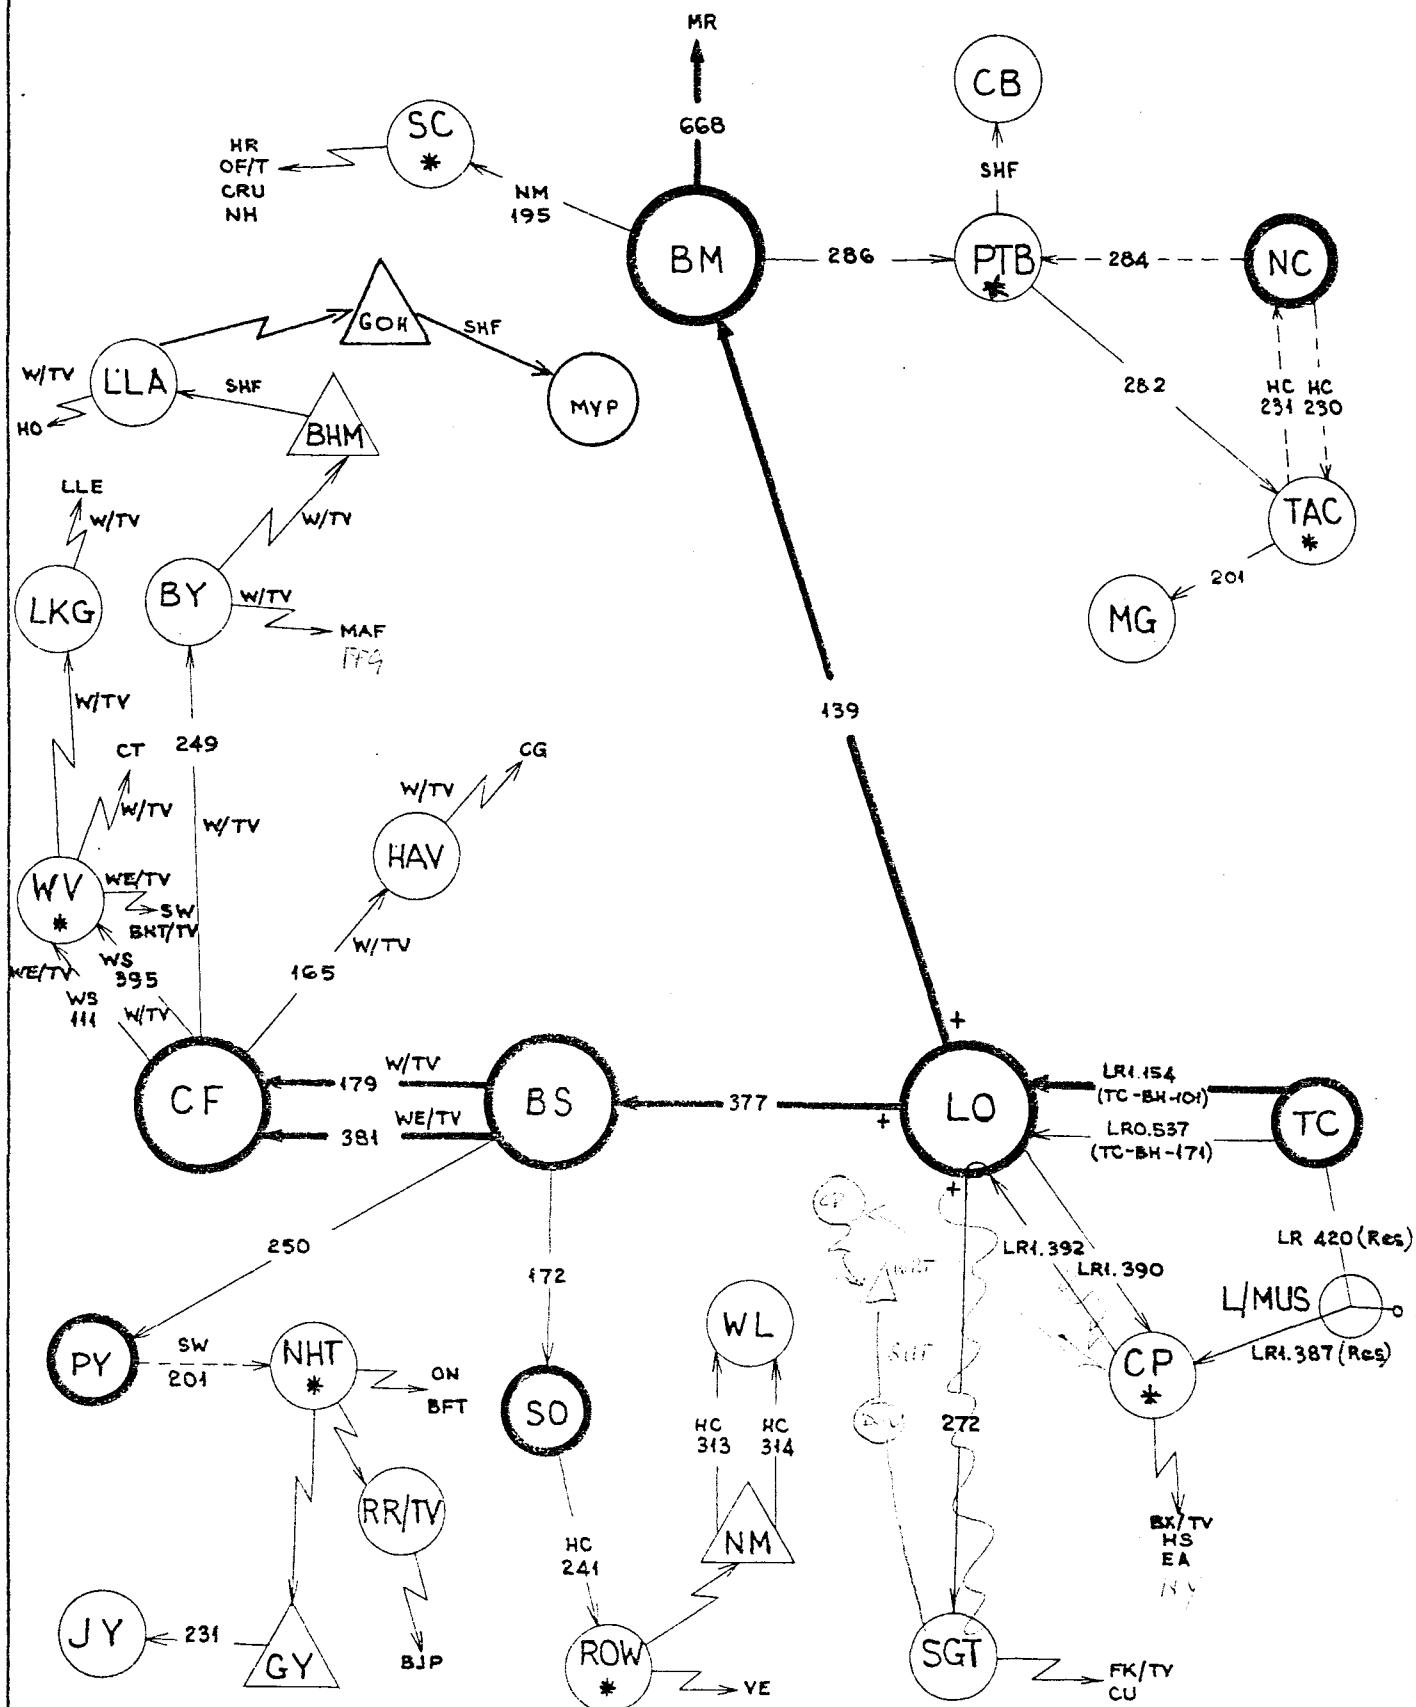 MR
CB
668
SC
*
HR
OF/T
CRU
NH
SHF
NM
195
BM
286
PTB
*
284
NC
GOH
SHF
W/TV
LLA
SHF
HO
MYP
BHM
282
HC
231
HC
230
LLE
W/TV
W/TV
TAC
*
LKG
BY
W/TV
MAF
201
MG
W/TV
139
249
CT
CG
W/TV
W/TV
W/TV
HAV
WV
*
WE/TV
SW
BHT/TV
W/TV
WE/TV
WS
395
165
WS
111
W/TV
+
CF
179
W/TV
381
WE/TV
BS
377
+
LO
LR1.154
(TC-BH-101)
LR0.537
(TC-BH-171)
TC
+
250
172
LR1.392
LR1.390
LR 420 (Res)
L/MUS
LR1.387 (Res)
WL
PY
SW
201
NHT
*
ON
BFT
CP
*
SO
HC
313
HC
314
SHF
272
RR/TV
NM
HC
241
BX/TV
HS
EA
JY
231
GY
BJP
ROW
*
VE
SGT
FK/TV
CU